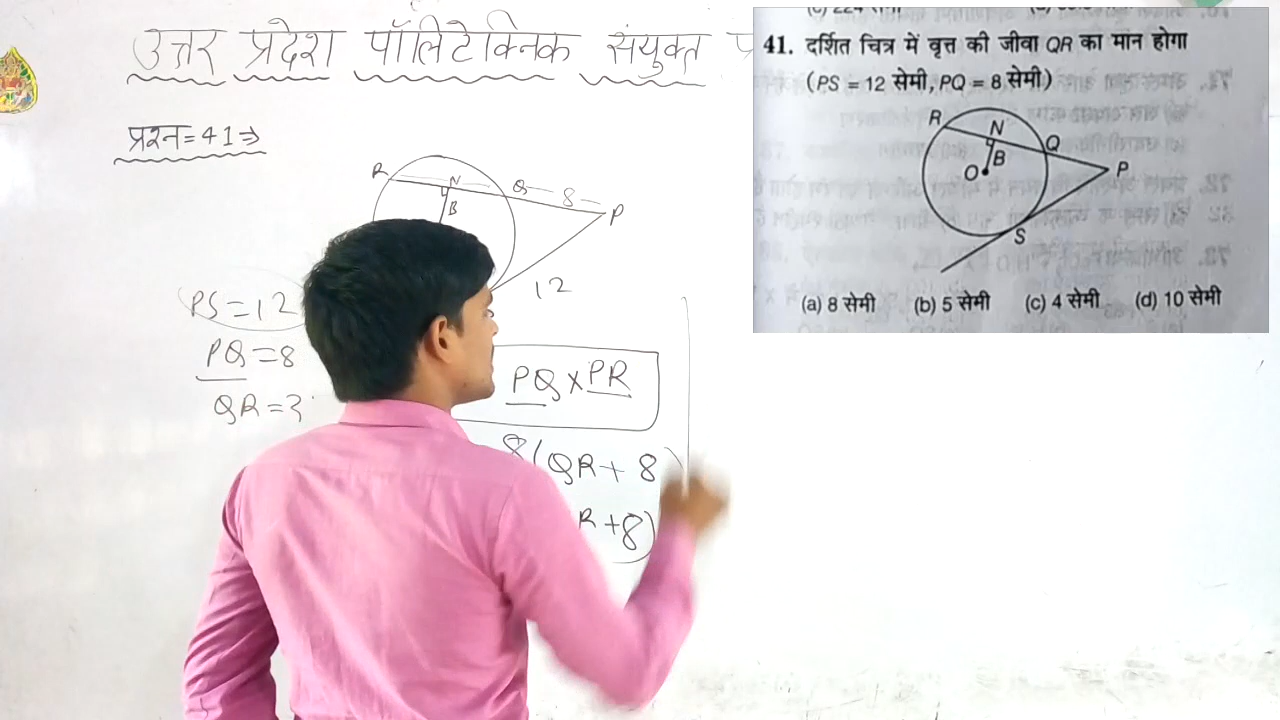 उत्तर प्रदेश पॉलिटेक्निक संयुक्त प्र
प्रश्न=41⇒
R N Q 8 P
B
12
PS=12
PQ=8
QR=?
PQ×PR
8(QR+8)
R+8)
41. दर्शित चित्र में वृत्त की जीवा QR का मान होगा
(PS = 12 सेमी, PQ = 8 सेमी)
R
N
Q
B
O
P
S
(a) 8 सेमी (b) 5 सेमी (c) 4 सेमी (d) 10 सेमी